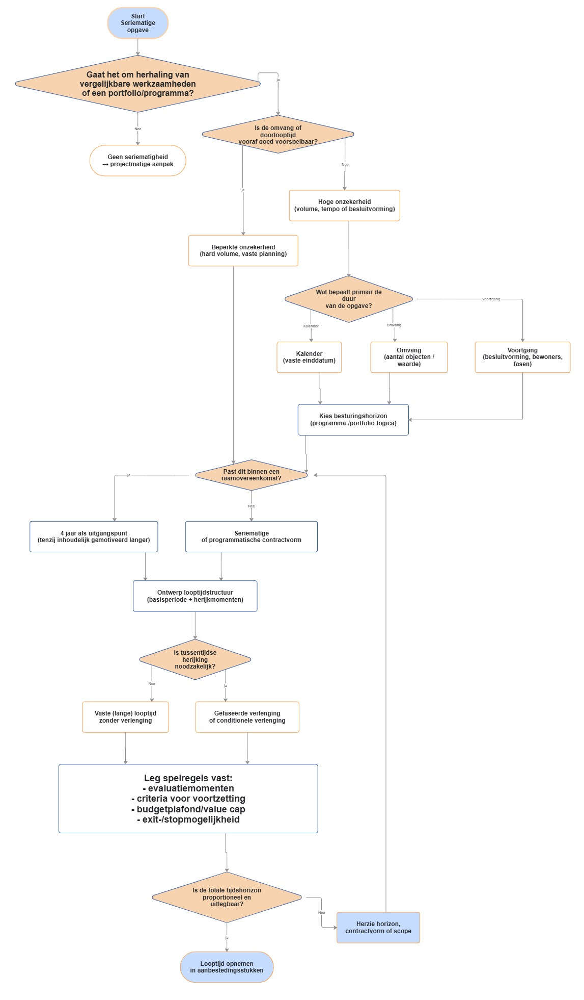 Start
Seriematige
opgave
Gaat het om herhaling van
vergelijkbare werkzaamheden
of een portfolio/programma?
Ja
Nee
Is de omvang of
doorlooptijd
vooraf goed voorspelbaar?
Geen seriematigheid
→ projectmatige aanpak
Nee
Ja
Hoge onzekerheid
(volume, tempo of besluitvorming)
Beperkte onzekerheid
(hard volume, vaste planning)
Wat bepaalt primair de
duur
van de opgave?
Voortgang
Kalender
Omvang
Kalender
(vaste einddatum)
Omvang
(aantal objecten /
waarde)
Voortgang
(besluitvorming, bewoners,
fasen)
Kies besturingshorizon
(programma-/portfolio-logica)
Past dit binnen een
raamovereenkomst?
Ja
Nee
4 jaar als uitgangspunt
(tenzij inhoudelijk gemotiveerd langer)
Seriematige
of programmatische contractvorm
Ontwerp looptijdstructuur
(basisperiode + herijkmomenten)
Is tussentijdse
herijking
noodzakelijk?
Nee
Ja
Vaste (lange) looptijd
zonder verlenging
Gefaseerde verlenging
of conditionele verlenging
Leg spelregels vast:
- evaluatiemomenten
- criteria voor voortzetting
- budgetplafond/value cap
- exit-/stopmogelijkheid
Is de totale tijdshorizon
proportioneel en
uitlegbaar?
Nee
Herzie horizon,
contractvorm of scope
Ja
Looptijd opnemen
in aanbestedingsstukken